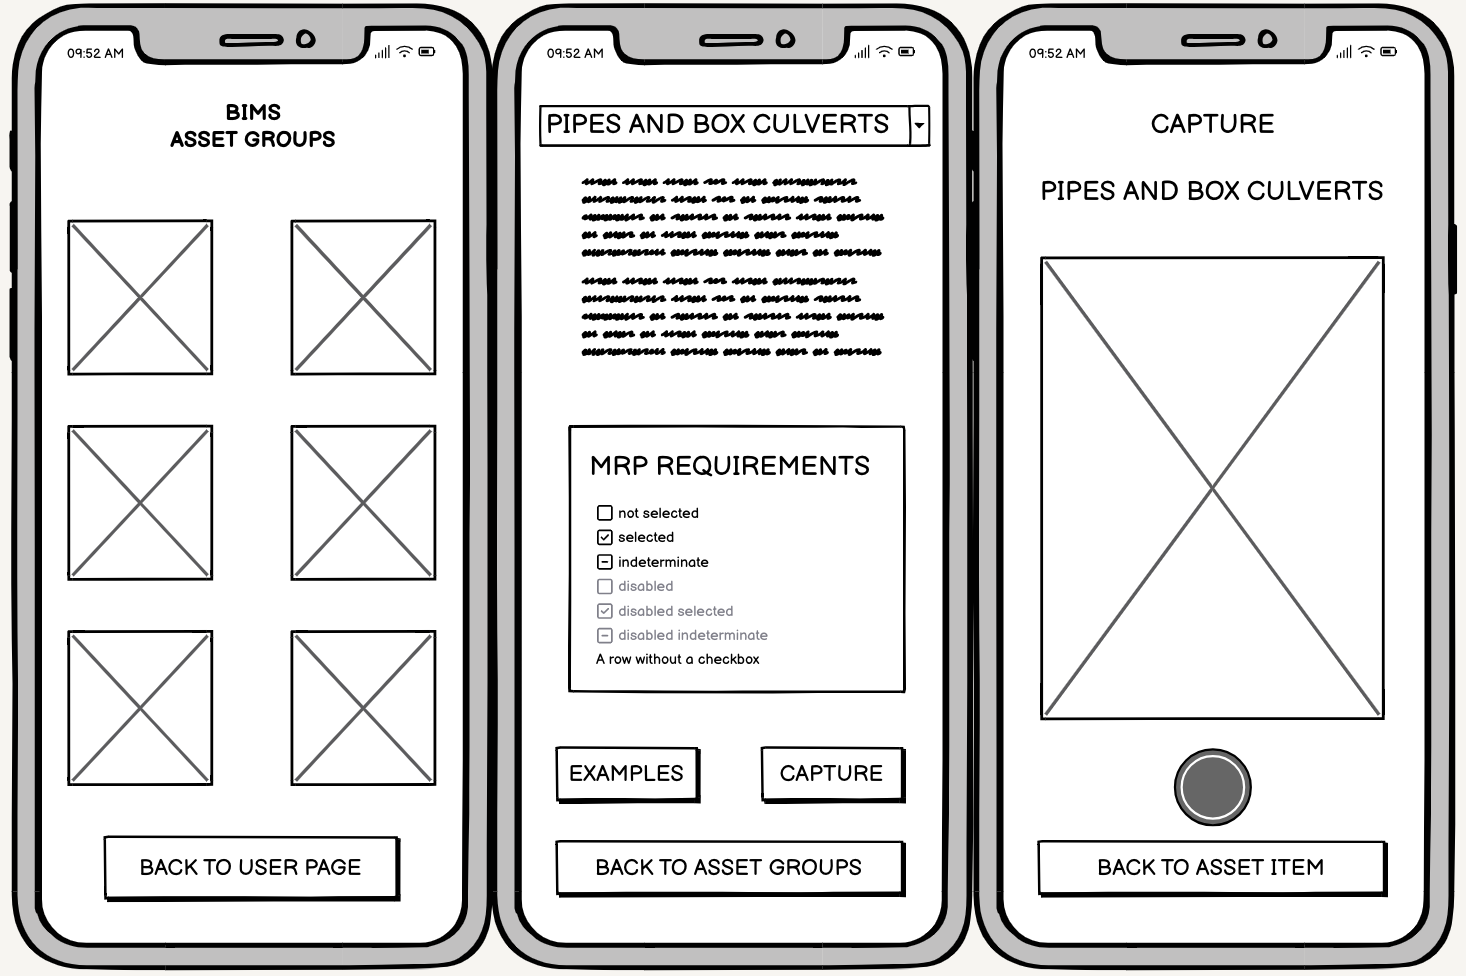 09:52 AM
BIMS
ASSET GROUPS
BACK TO USER PAGE
09:52 AM
PIPES AND BOX CULVERTS
MRP REQUIREMENTS
not selected
selected
indeterminate
disabled
disabled selected
disabled indeterminate
A row without a checkbox
EXAMPLES
CAPTURE
BACK TO ASSET GROUPS
09:52 AM
CAPTURE
PIPES AND BOX CULVERTS
BACK TO ASSET ITEM